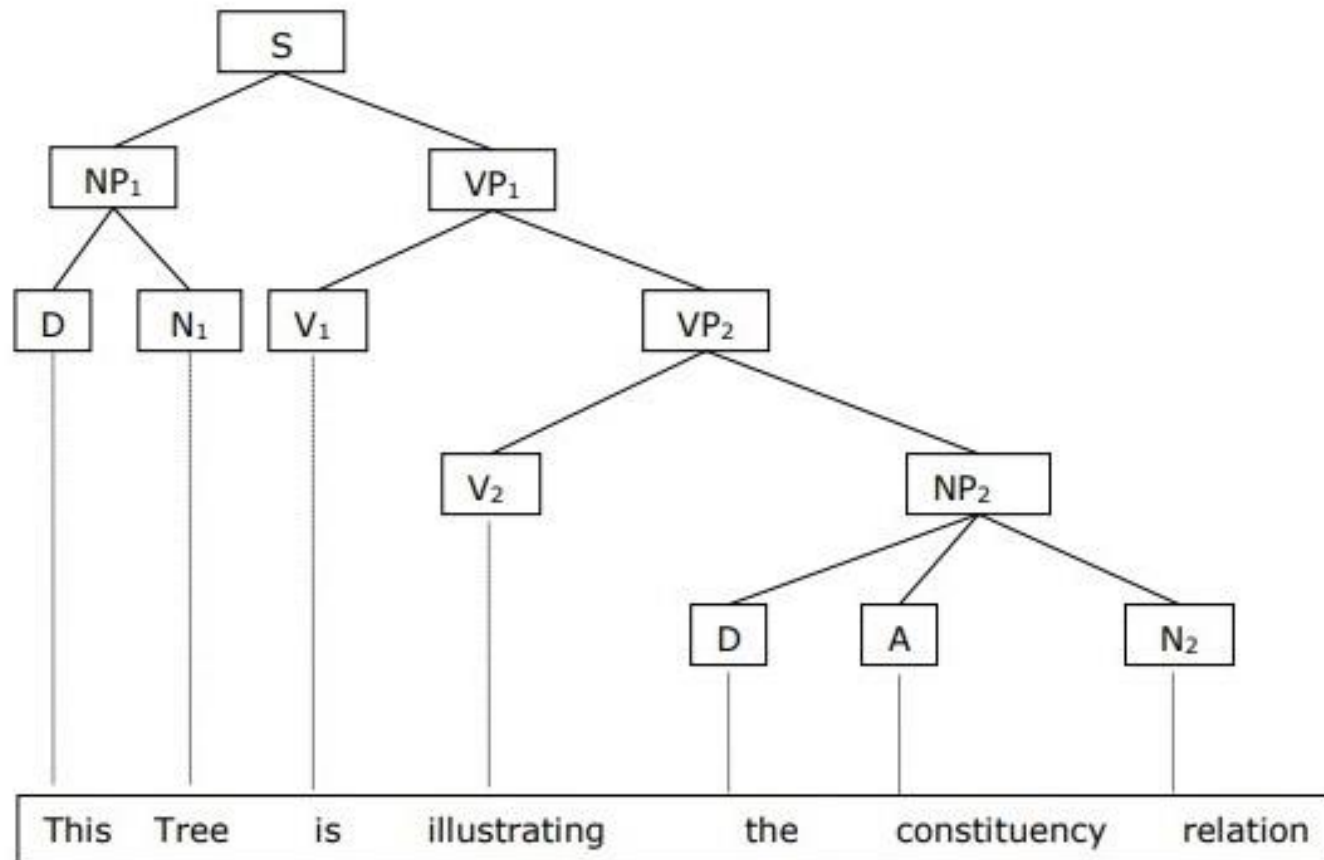 S
NP₁ VP₁
D N₁ V₁ VP₂
V₂ NP₂
D A N₂
This Tree is illustrating the constituency relation